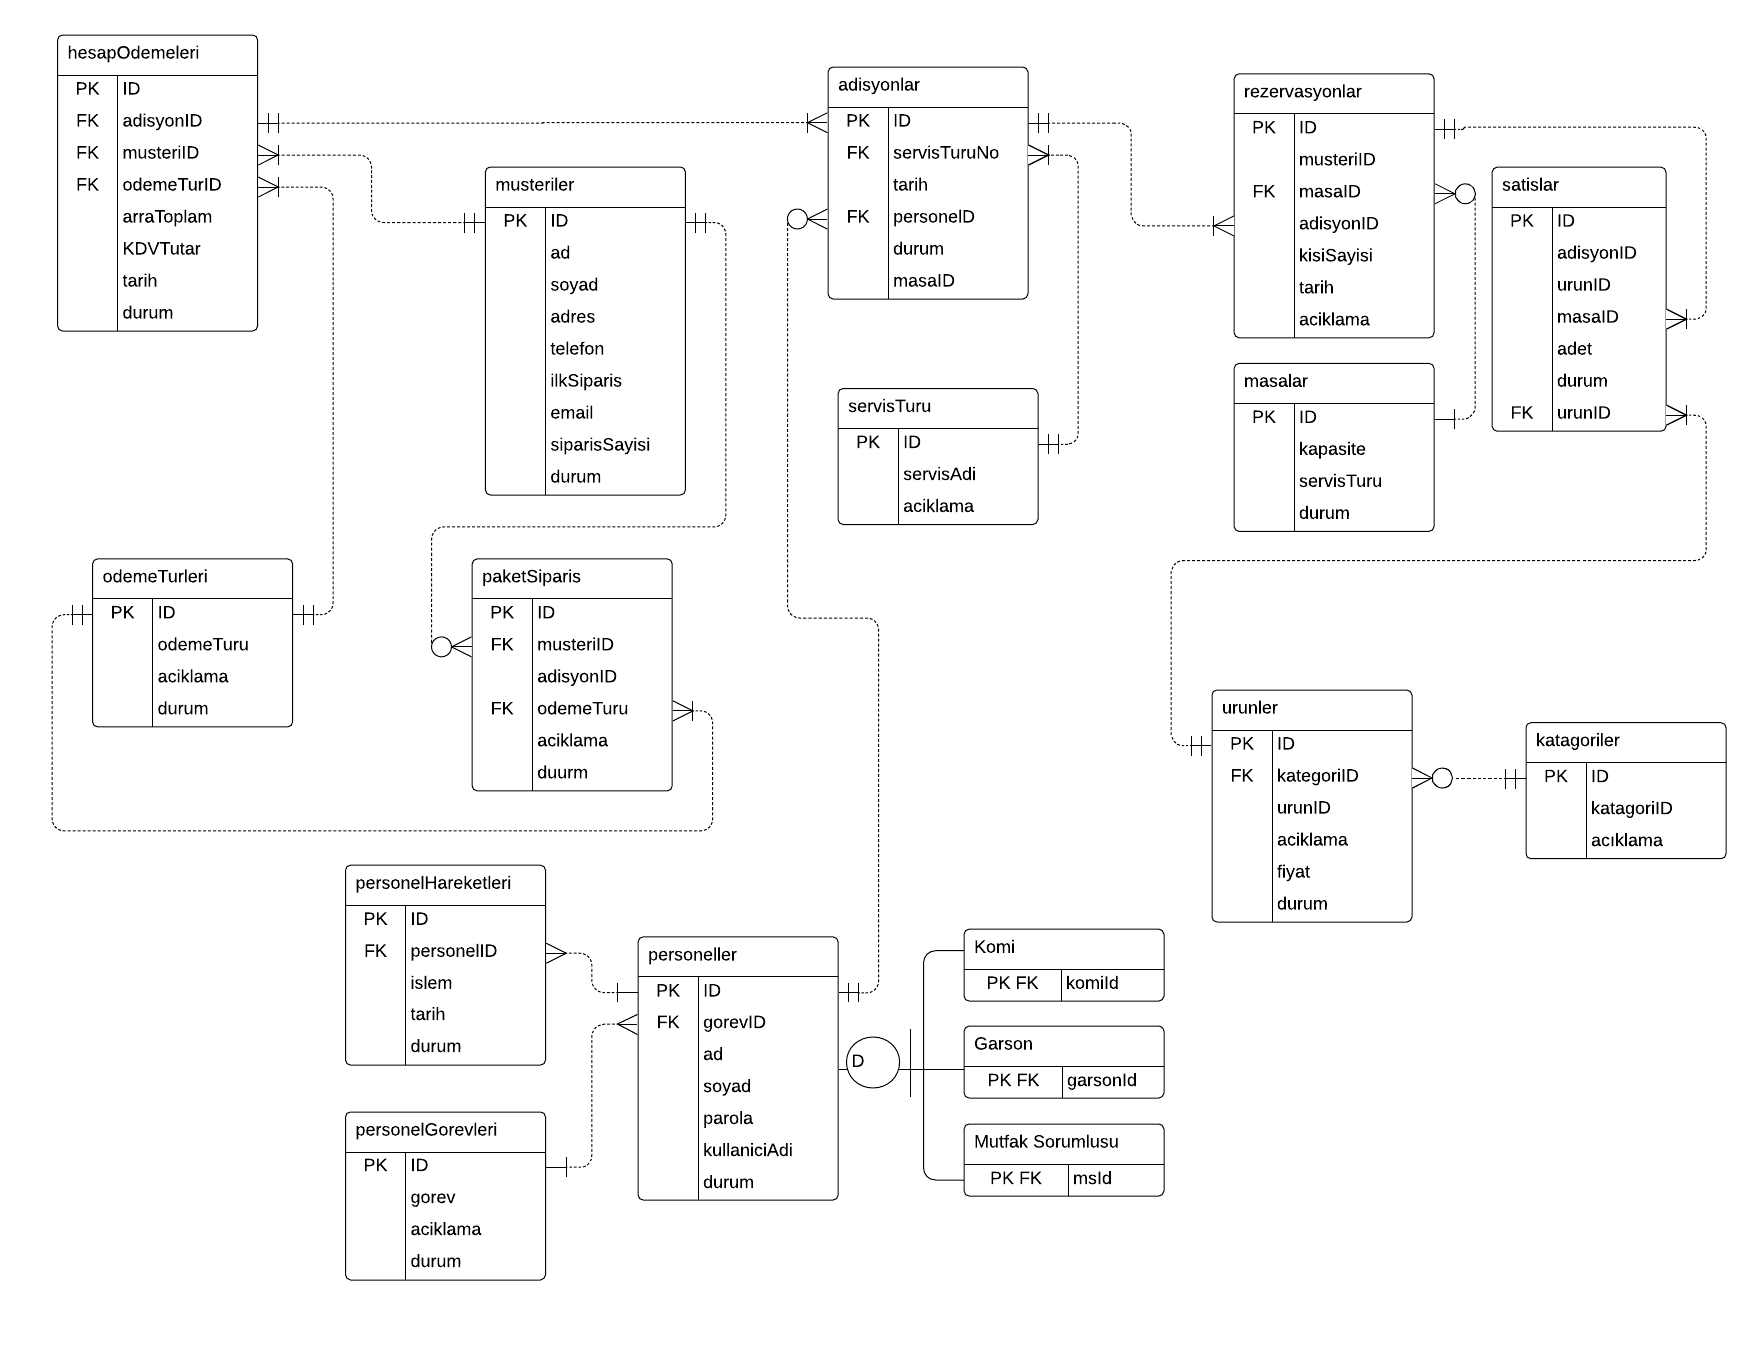 hesapOdemeleri
PK ID
FK adisyonID
FK musteriID
FK odemeTurID
arraToplam
KDVTutar
tarih
durum
musteriler
PK ID
ad
soyad
adres
telefon
ilkSiparis
email
siparisSayisi
durum
adisyonlar
PK ID
FK servisTuruNo
tarih
FK personeID
durum
masaID
rezervasyonlar
PK ID
musteriID
FK masaID
adisyonID
kisiSayisi
tarih
aciklama
satislar
PK ID
adisyonID
urunID
masaID
adet
durum
FK urunID
servisTuru
PK ID
servisAdi
aciklama
masalar
PK ID
kapasite
servisTuru
durum
odemeTurleri
PK ID
odemeTuru
aciklama
durum
paketSiparis
PK ID
FK musteriID
adisyonID
FK odemeTuru
aciklama
duurm
urunler
PK ID
FK kategoriID
urunID
aciklama
fiyat
durum
katagoriler
PK ID
katagoriID
acıklama
personelHareketleri
PK ID
FK personelID
islem
tarih
durum
personeller
PK ID
FK gorevID
ad
soyad
parola
kullaniciAdi
durum
D
Komi
PK FK komiId
Garson
PK FK garsonId
Mutfak Sorumlusu
PK FK msId
personelGorevleri
PK ID
gorev
aciklama
durum